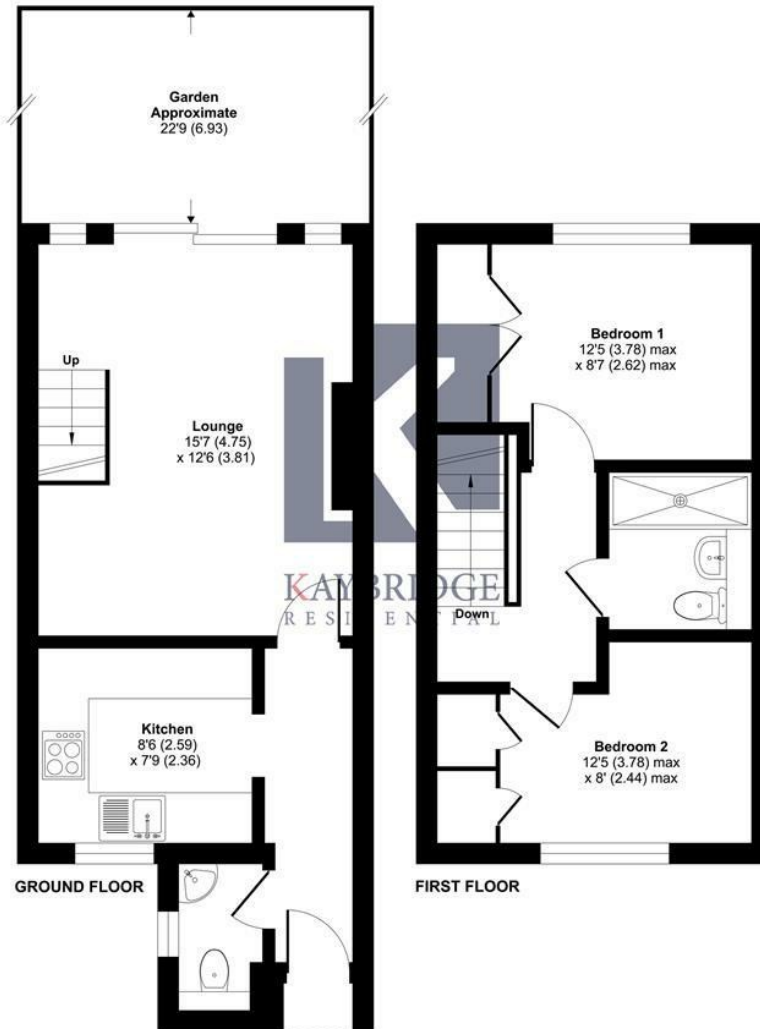 Garden
Approximate
22'9 (6.93)
Up
Lounge
15'7 (4.75)
x 12'6 (3.81)
Kitchen
8'6 (2.59)
x 7'9 (2.36)
GROUND FLOOR
Bedroom 1
12'5 (3.78) max
x 8'7 (2.62) max
KAYBRIDGE
RESIDENTIAL
Down
Bedroom 2
12'5 (3.78) max
x 8' (2.44) max
FIRST FLOOR